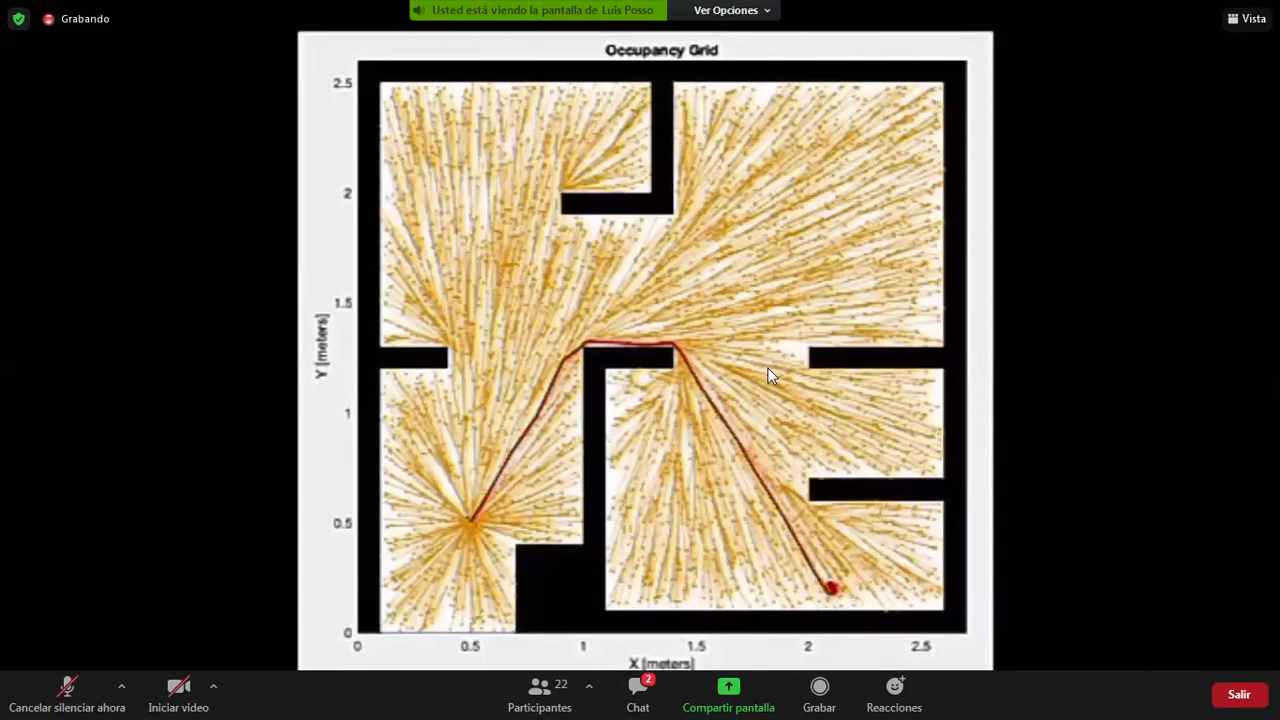 Grabando
Usted está viendo la pantalla de Luis Posso
Ver Opciones
Vista
Occupancy Grid
2.5
2
1.5
1
0.5
0
Y [meters]
0
0.5
1
1.5
2
2.5
X [meters]
Cancelar silenciar ahora
Iniciar video
22
Participantes
2
Chat
Compartir pantalla
Grabar
Reacciones
Salir